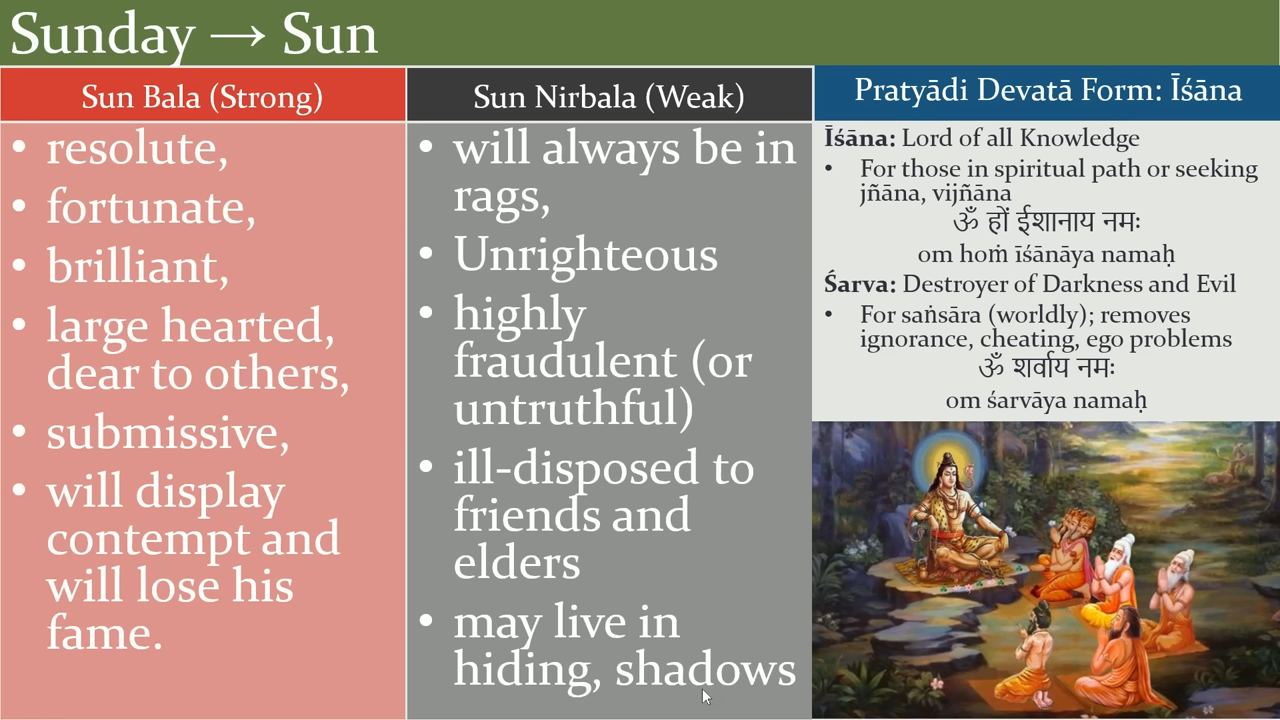 Sunday → Sun
Sun Bala (Strong)
• resolute,
• fortunate,
• brilliant,
• large hearted,
dear to others,
• submissive,
• will display
contempt and
will lose his
fame.
Sun Nirbala (Weak)
• will always be in
rags,
• Unrighteous
• highly
fraudulent (or
untruthful)
• ill-disposed to
friends and
elders
• may live in
hiding, shadows
Pratyādi Devatā Form: Īśāna
Īśāna: Lord of all Knowledge
• For those in spiritual path or seeking
jñāna, vijñāna
ॐ हों ईशानाय नमः
om hoṁ īśānāya namaḥ
Śarva: Destroyer of Darkness and Evil
• For saṅsāra (worldly); removes
ignorance, cheating, ego problems
ॐ शर्वाय नमः
om śarvāya namaḥ